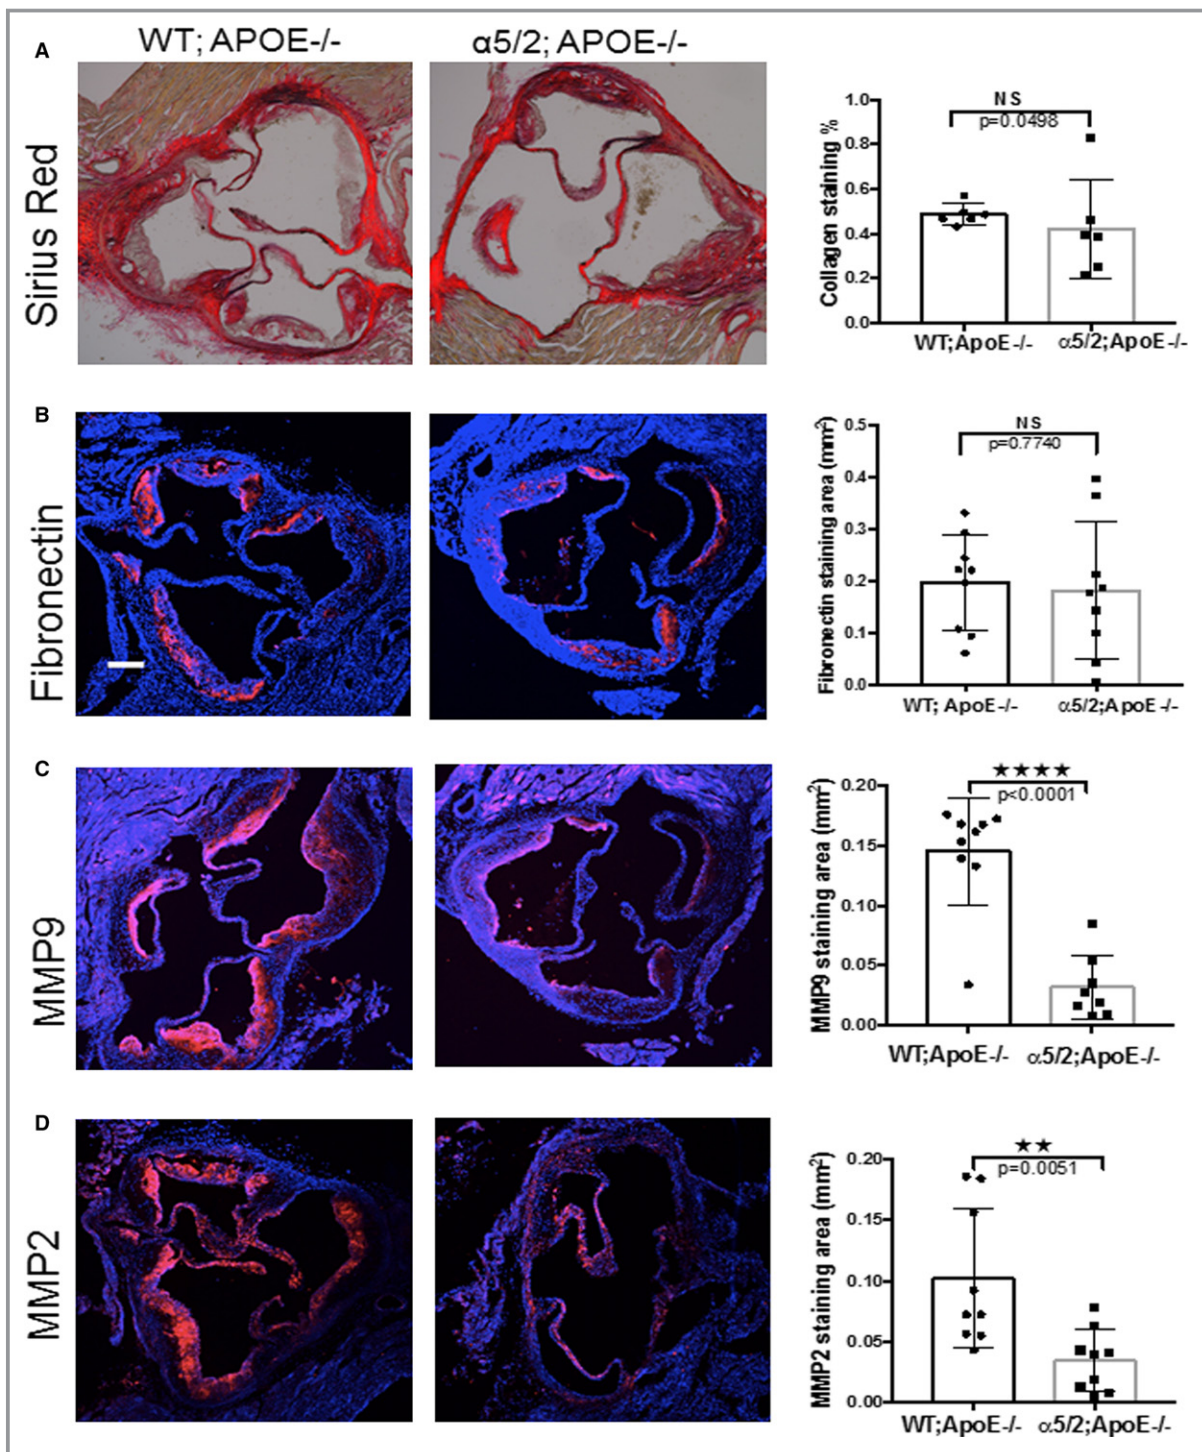 WT; APOE-/-
α5/2; APOE-/-
A
Sirius Red
Collagen staining %
1.0
0.8
0.6
0.4
0.2
0.0
NS
p=0.0498
WT;ApoE-/-
α5/2;ApoE-/-
B
Fibronectin
Fibronectin staining area (mm²)
0.5
0.4
0.3
0.2
0.1
0.0
NS
p=0.7740
WT; ApoE-/-
α5/2;ApoE-/-
C
MMP9
MMP9 staining area (mm²)
0.20
0.15
0.10
0.05
0.00
★★★★
p<0.0001
WT;ApoE-/-
α5/2;ApoE-/-
D
MMP2
MMP2 staining area (mm²)
0.20
0.15
0.10
0.05
0.00
★★
p=0.0051
WT;ApoE-/-
α5/2;ApoE-/-